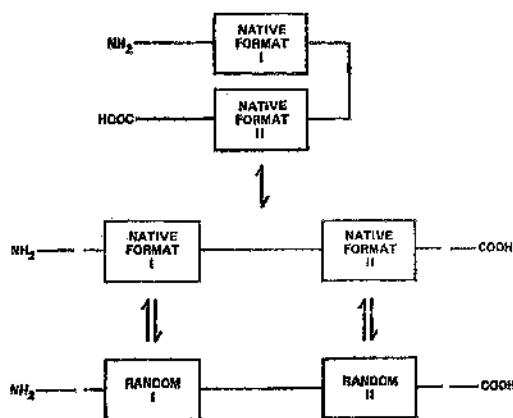 NH₂
NATIVE
FORMAT
I
HOOC
NATIVE
FORMAT
II
NH₂
NATIVE
FORMAT
I
NATIVE
FORMAT
II
COOH
NH₂
RANDOM
I
RANDOM
II
COOH